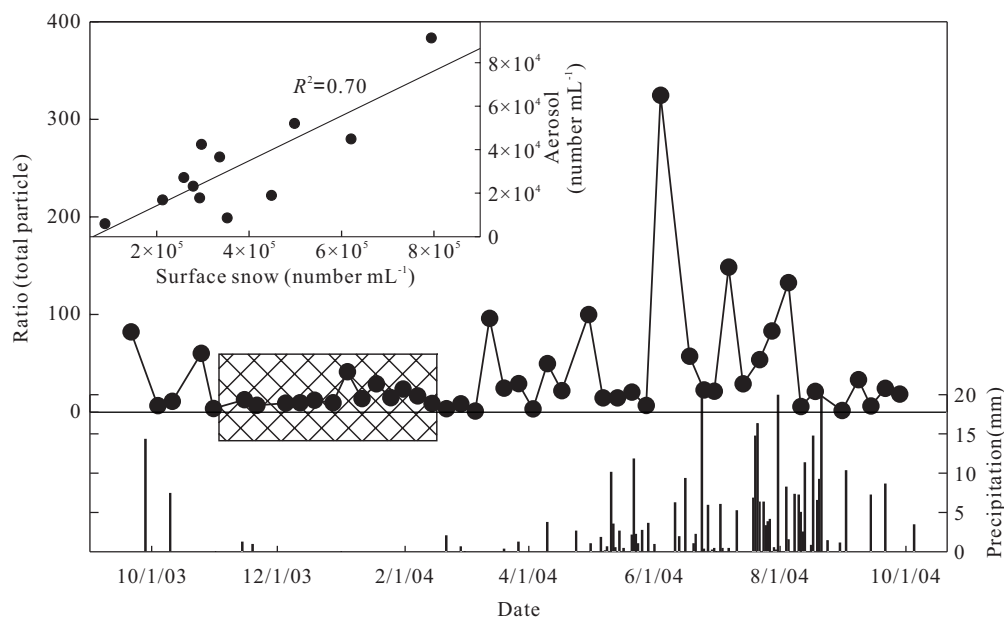 400
300
200
100
0
Ratio (total particle)
R²=0.70
8×10⁴
6×10⁴
4×10⁴
2×10⁴
0
Aerosol
(number mL⁻¹)
2×10⁵ 4×10⁵ 6×10⁵ 8×10⁵
Surface snow (number mL⁻¹)
20
15
10
5
0
Precipitation(mm)
10/1/03 12/1/03 2/1/04 4/1/04 6/1/04 8/1/04 10/1/04
Date